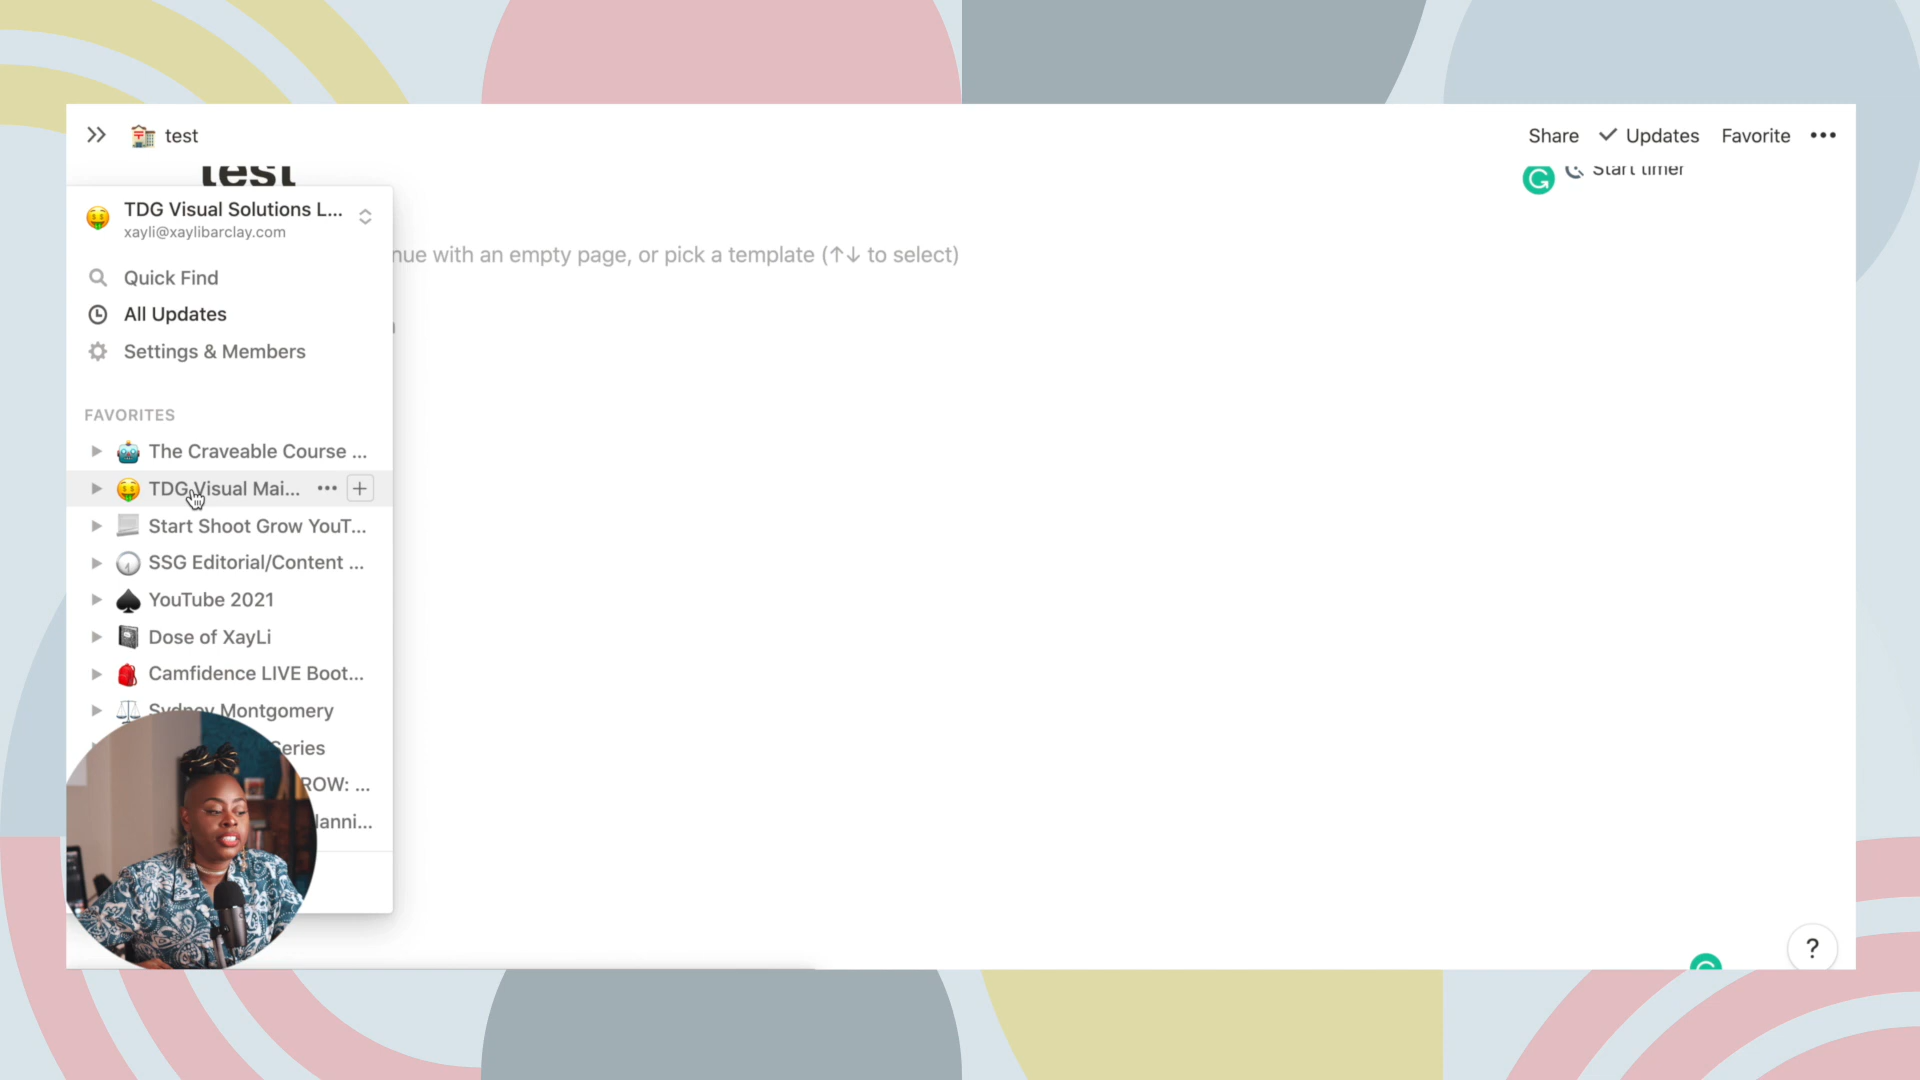 test
Share
Updates
Favorite
test
Start timer
TDG Visual Solutions L...
xayli@xaylibarclay.com
nue with an empty page, or pick a template (↑↓ to select)
Quick Find
All Updates
Settings & Members
FAVORITES
The Craveable Course ...
TDG Visual Mai...
Start Shoot Grow YouT...
SSG Editorial/Content ...
YouTube 2021
Dose of XayLi
Camfidence LIVE Boot...
Sydney Montgomery
Series
ROW: ...
lanni...
?